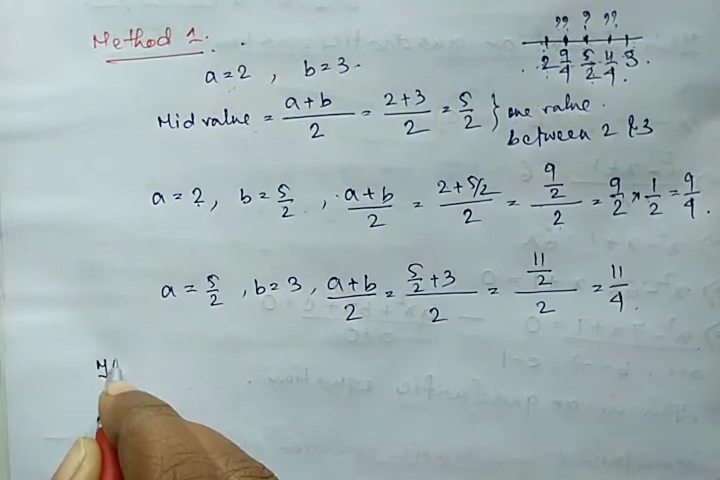 Method 1:
?? ? ??
2 9/4 5/2 11/4 3
a = 2 , b = 3.
Mid value = a+b/2 = 2+3/2 = 5/2 } one value
between 2 & 3
a = 2, b = 5/2 , a+b/2 = 2+5/2/2 = 9/2/2 = 9/2 × 1/2 = 9/4.
a = 5/2 , b = 3 , a+b/2 = 5/2+3/2 = 11/2/2 = 11/4.